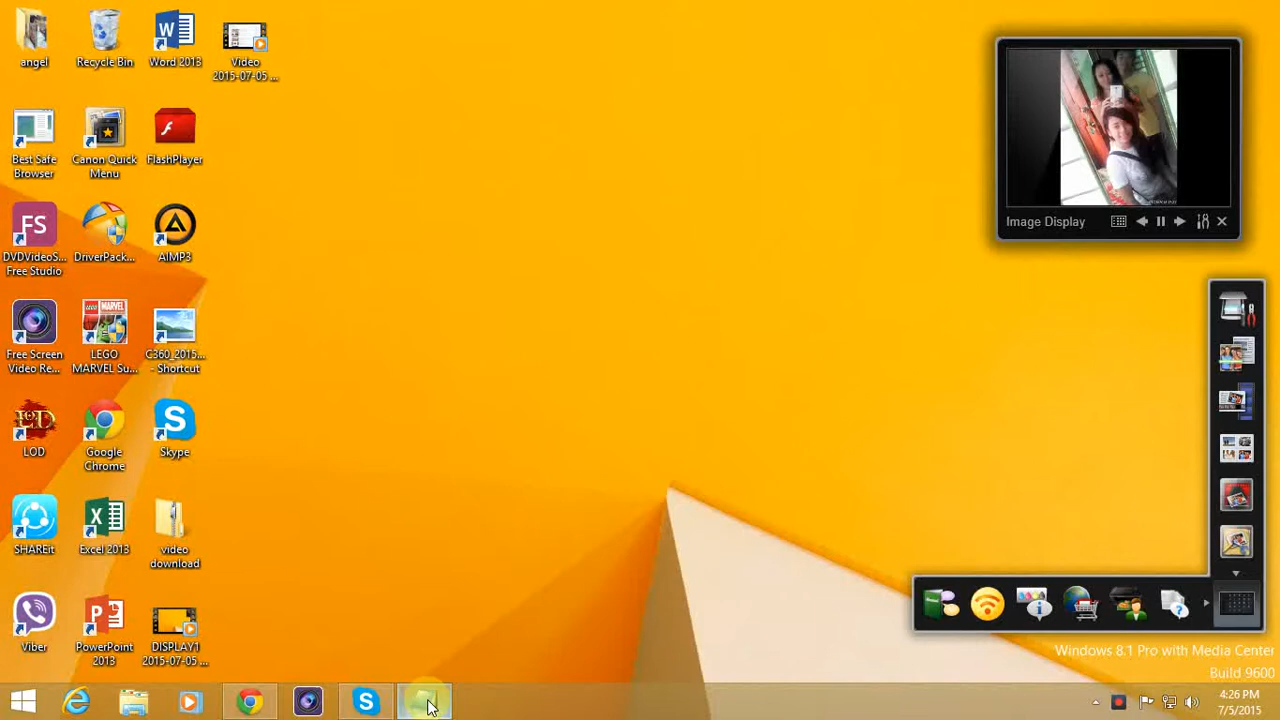 angel
Recycle Bin
Word 2013
Video
2015-07-05 ...
Best Safe
Browser
Canon Quick
Menu
FlashPlayer
DVDVideoS...
Free Studio
DriverPack...
AIMP3
Free Screen
Video Re...
LEGO
MARVEL Su...
C360_2015...
- Shortcut
LOD
Google
Chrome
Skype
SHAREit
Excel 2013
video
download
Viber
PowerPoint
2013
DISPLAY1
2015-07-05 ...
Image Display
Windows 8.1 Pro with Media Center
Build 9600
4:26 PM
7/5/2015